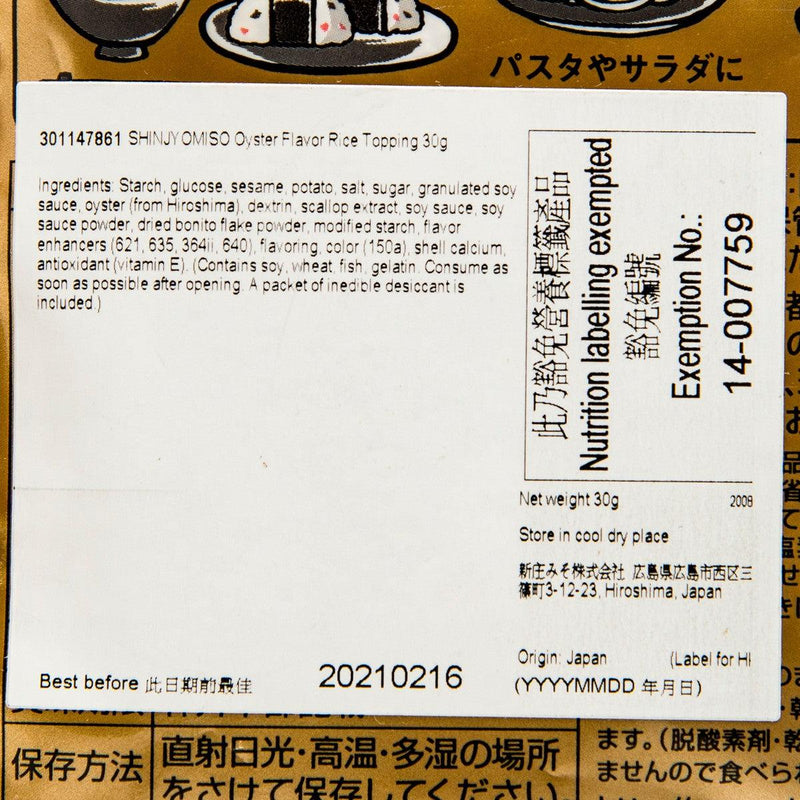 パスタやサラダに
301147861 SHINJYOMISO Oyster Flavor Rice Topping 30g
Ingredients: Starch, glucose, sesame, potato, salt, sugar, granulated soy
sauce, oyster (from Hiroshima), dextrin, scallop extract, soy sauce, soy
sauce powder, dried bonito flake powder, modified starch, flavor
enhancers (621, 635, 364ii, 640), flavoring, color (150a), shell calcium,
antioxidant (vitamin E). (Contains soy, wheat, fish, gelatin. Consume as
soon as possible after opening. A packet of inedible desiccant is
included.)
此乃豁免營養標籤產品
Nutrition labelling exempted
豁免編號
Exemption No.:
14-007759
Net weight 30g 2008
Store in cool dry place
新庄みそ株式会社 広島県広島市西区三
篠町3-12-23, Hiroshima, Japan
Origin: Japan (Label for
Best before 此日期前最佳 20210216 (YYYYMMDD 年月日)
保存方法
直射日光・高温・多湿の場所
をさけて保存してください。
ます。(脱酸素剤・乾
ませんので食べられ